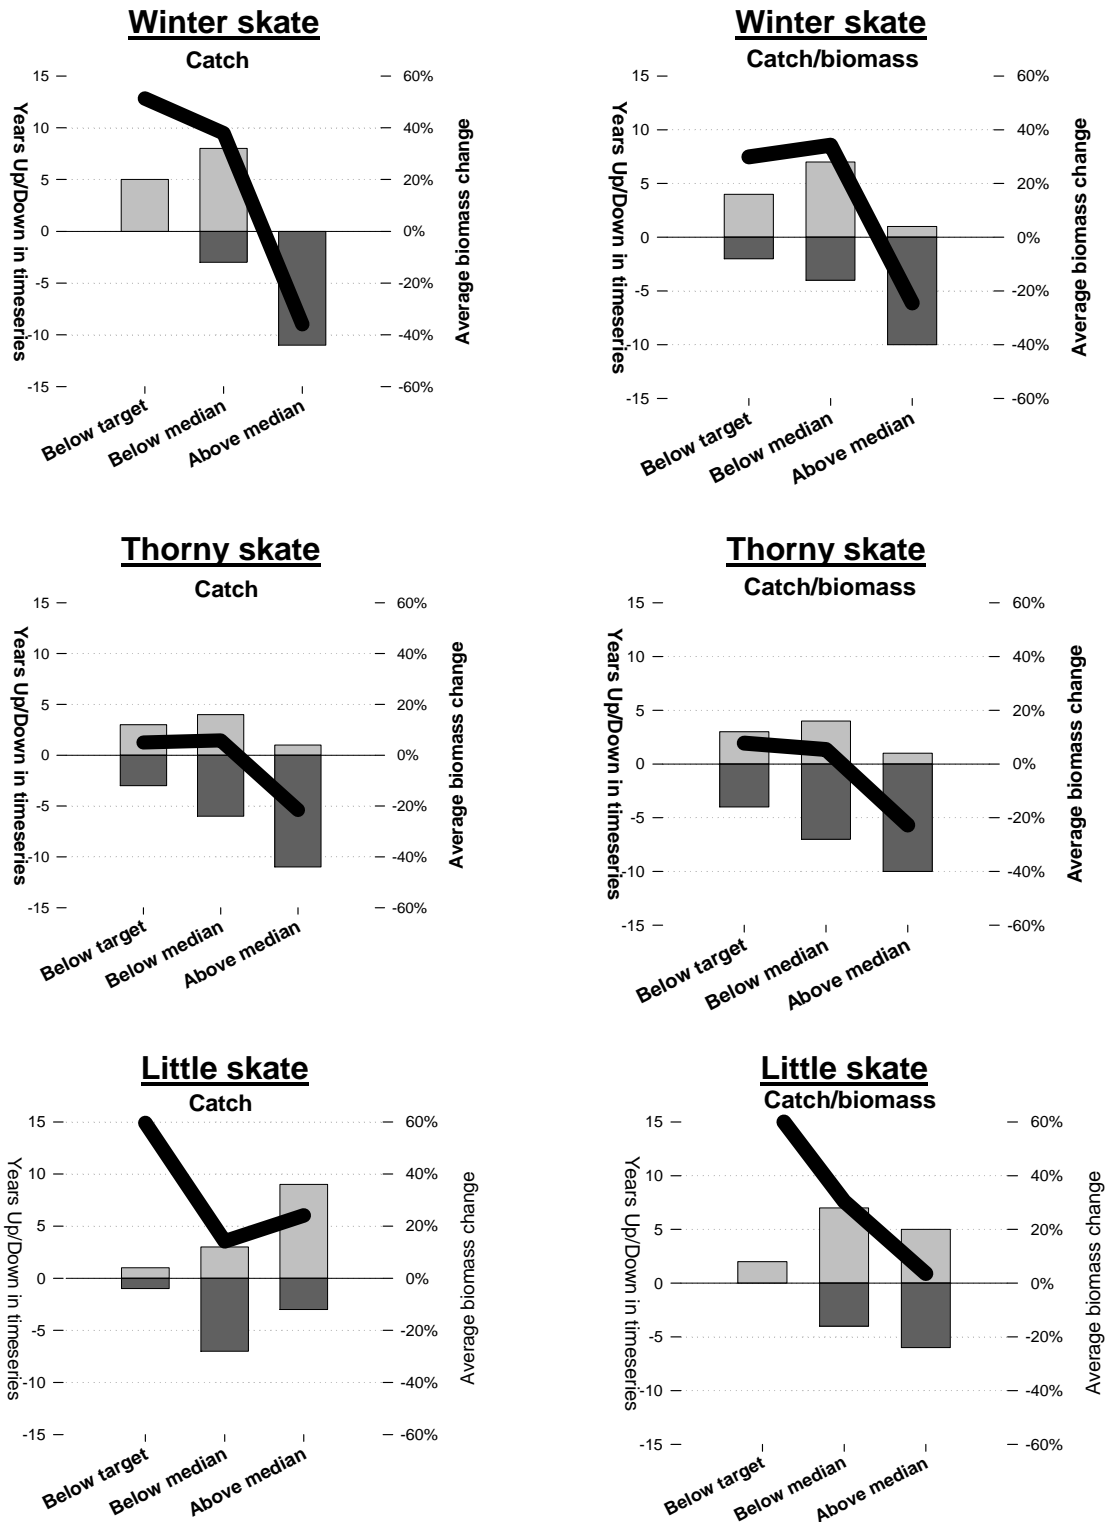 Winter skate
Catch
Years Up/Down in timeseries
15
10
5
0
-5
-10
-15
60%
40%
20%
0%
-20%
-40%
-60%
Average biomass change
Below target
Below median
Above median
Winter skate
Catch/biomass
Years Up/Down in timeseries
15
10
5
0
-5
-10
-15
60%
40%
20%
0%
-20%
-40%
-60%
Average biomass change
Below target
Below median
Above median
Thorny skate
Catch
Years Up/Down in timeseries
15
10
5
0
-5
-10
-15
60%
40%
20%
0%
-20%
-40%
-60%
Average biomass change
Below target
Below median
Above median
Thorny skate
Catch/biomass
Years Up/Down in timeseries
15
10
5
0
-5
-10
-15
60%
40%
20%
0%
-20%
-40%
-60%
Average biomass change
Below target
Below median
Above median
Little skate
Catch
Years Up/Down in timeseries
15
10
5
0
-5
-10
-15
60%
40%
20%
0%
-20%
-40%
-60%
Average biomass change
Below target
Below median
Above median
Little skate
Catch/biomass
Years Up/Down in timeseries
15
10
5
0
-5
-10
-15
60%
40%
20%
0%
-20%
-40%
-60%
Average biomass change
Below target
Below median
Above median